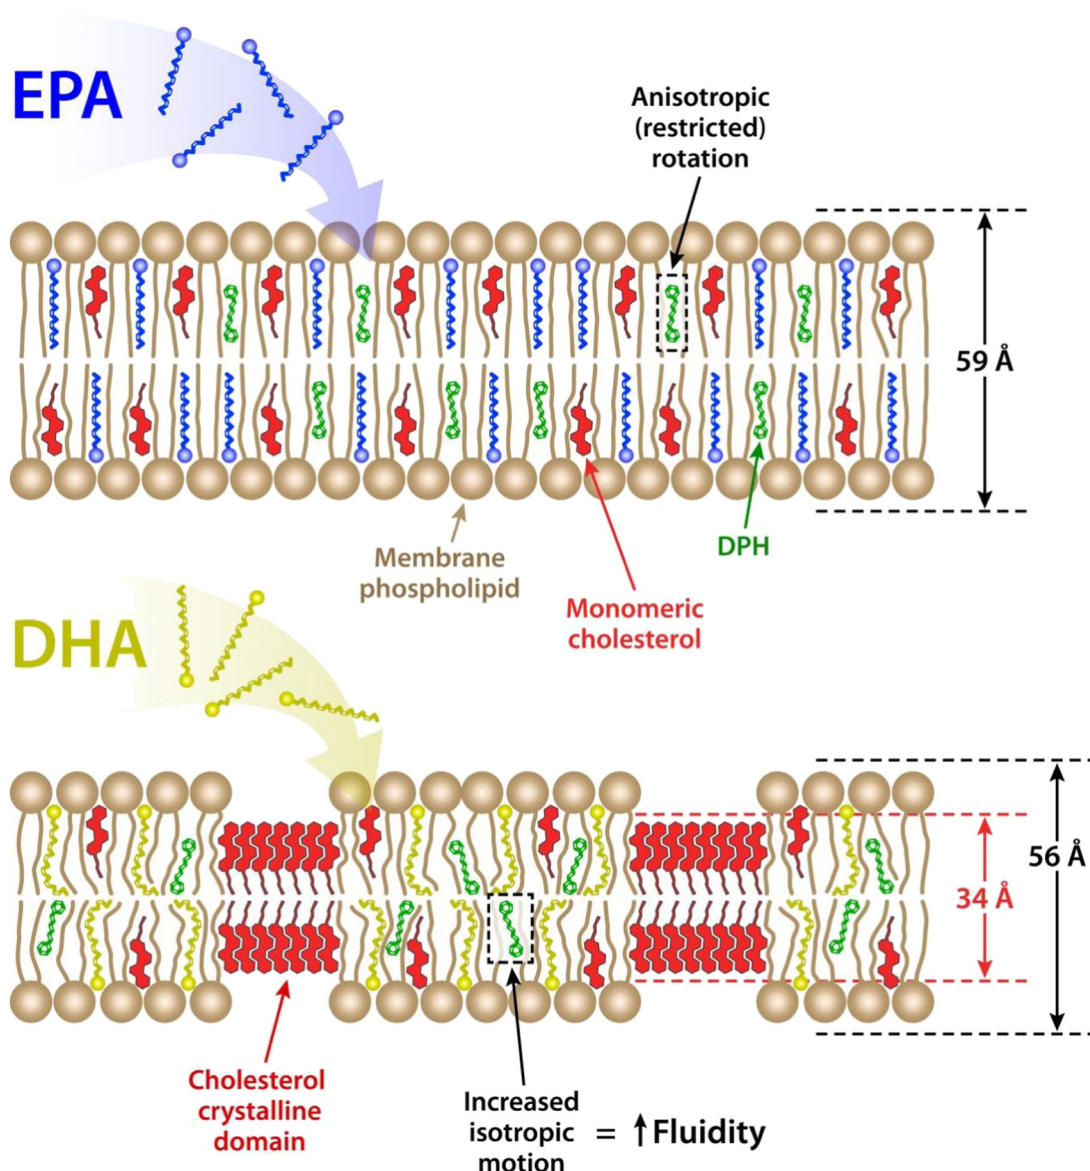 EPA
Anisotropic
(restricted)
rotation
59 Å
Membrane
phospholipid
Monomeric
cholesterol
DPH
DHA
56 Å
34 Å
Cholesterol
crystalline
domain
Increased
isotropic
motion
= ↑Fluidity